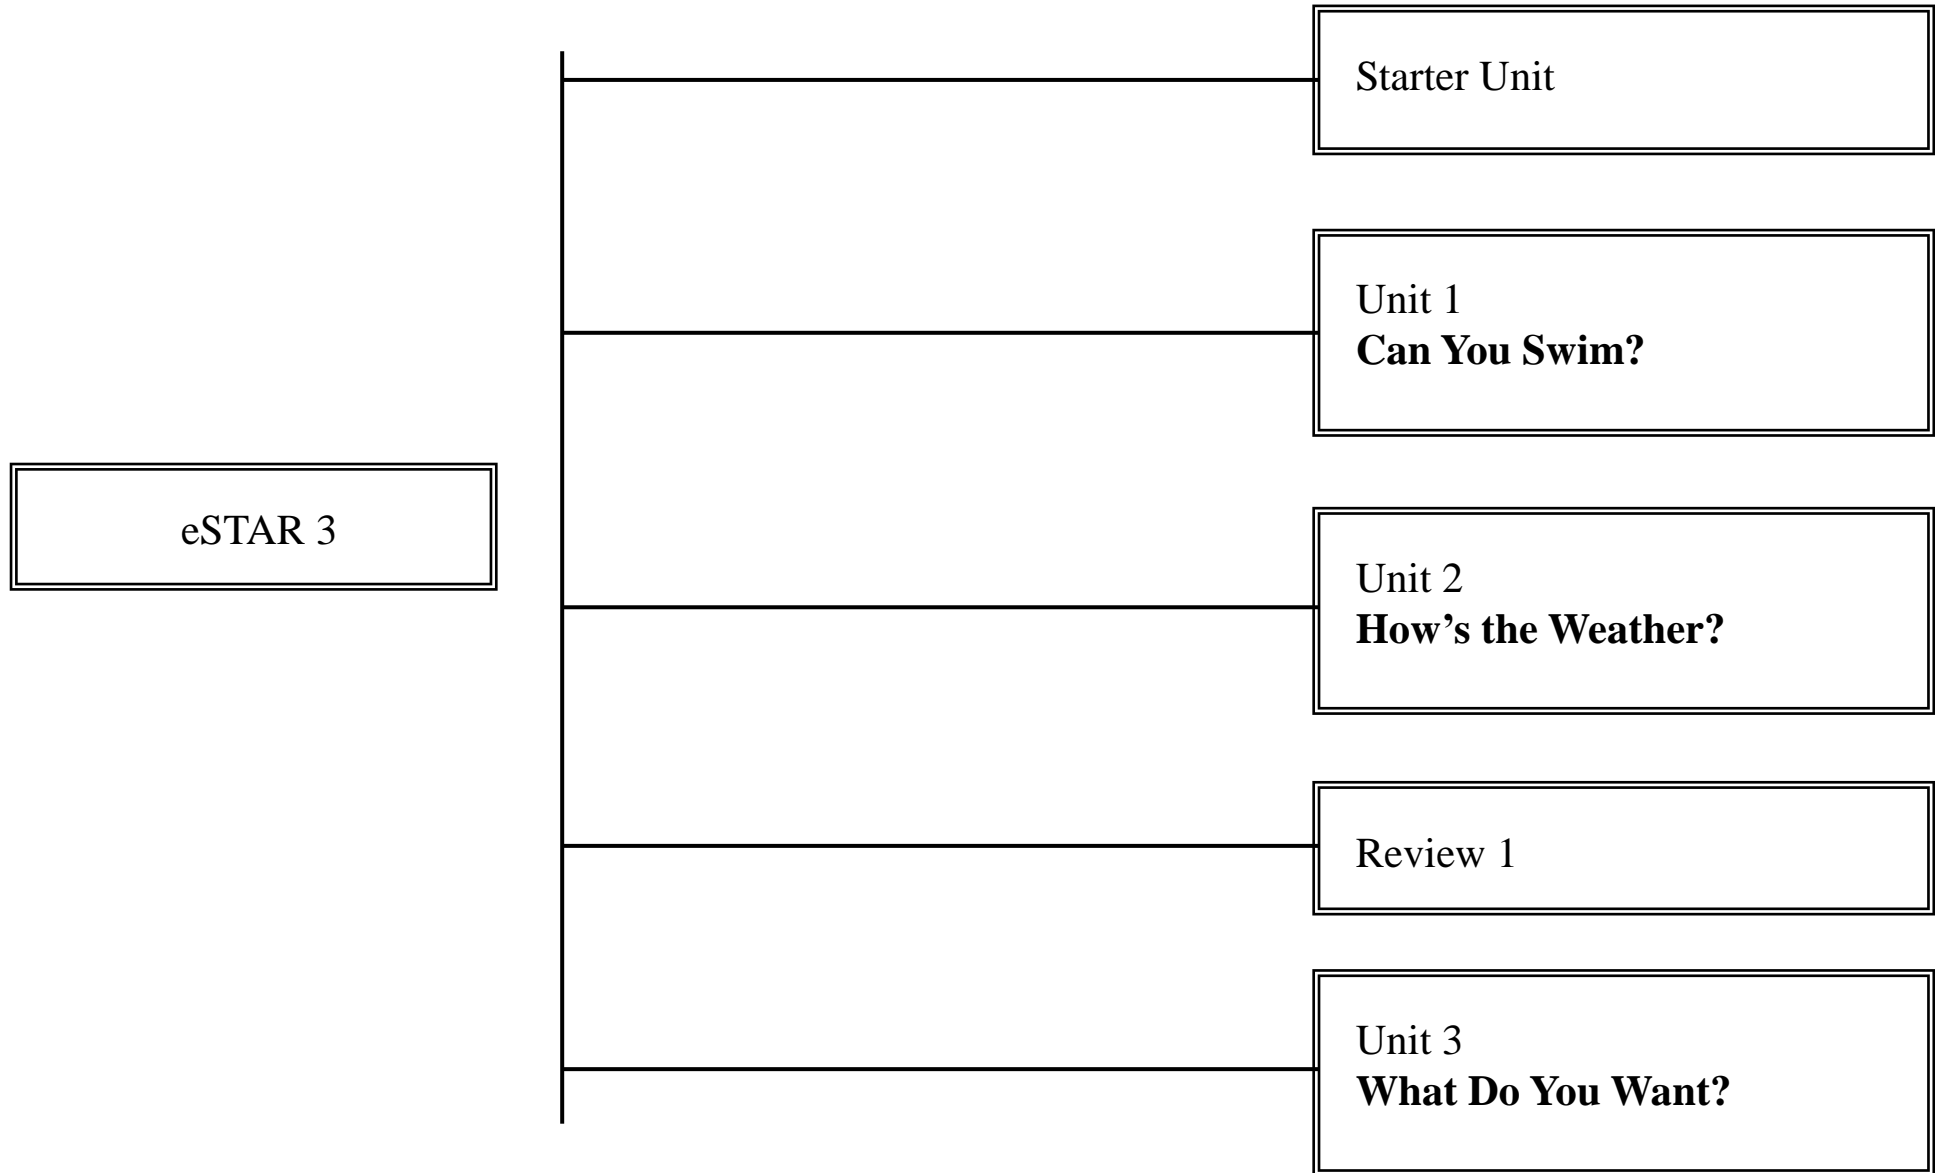 eSTAR 3
Starter Unit
Unit 1
Can You Swim?
Unit 2
How’s the Weather?
Review 1
Unit 3
What Do You Want?